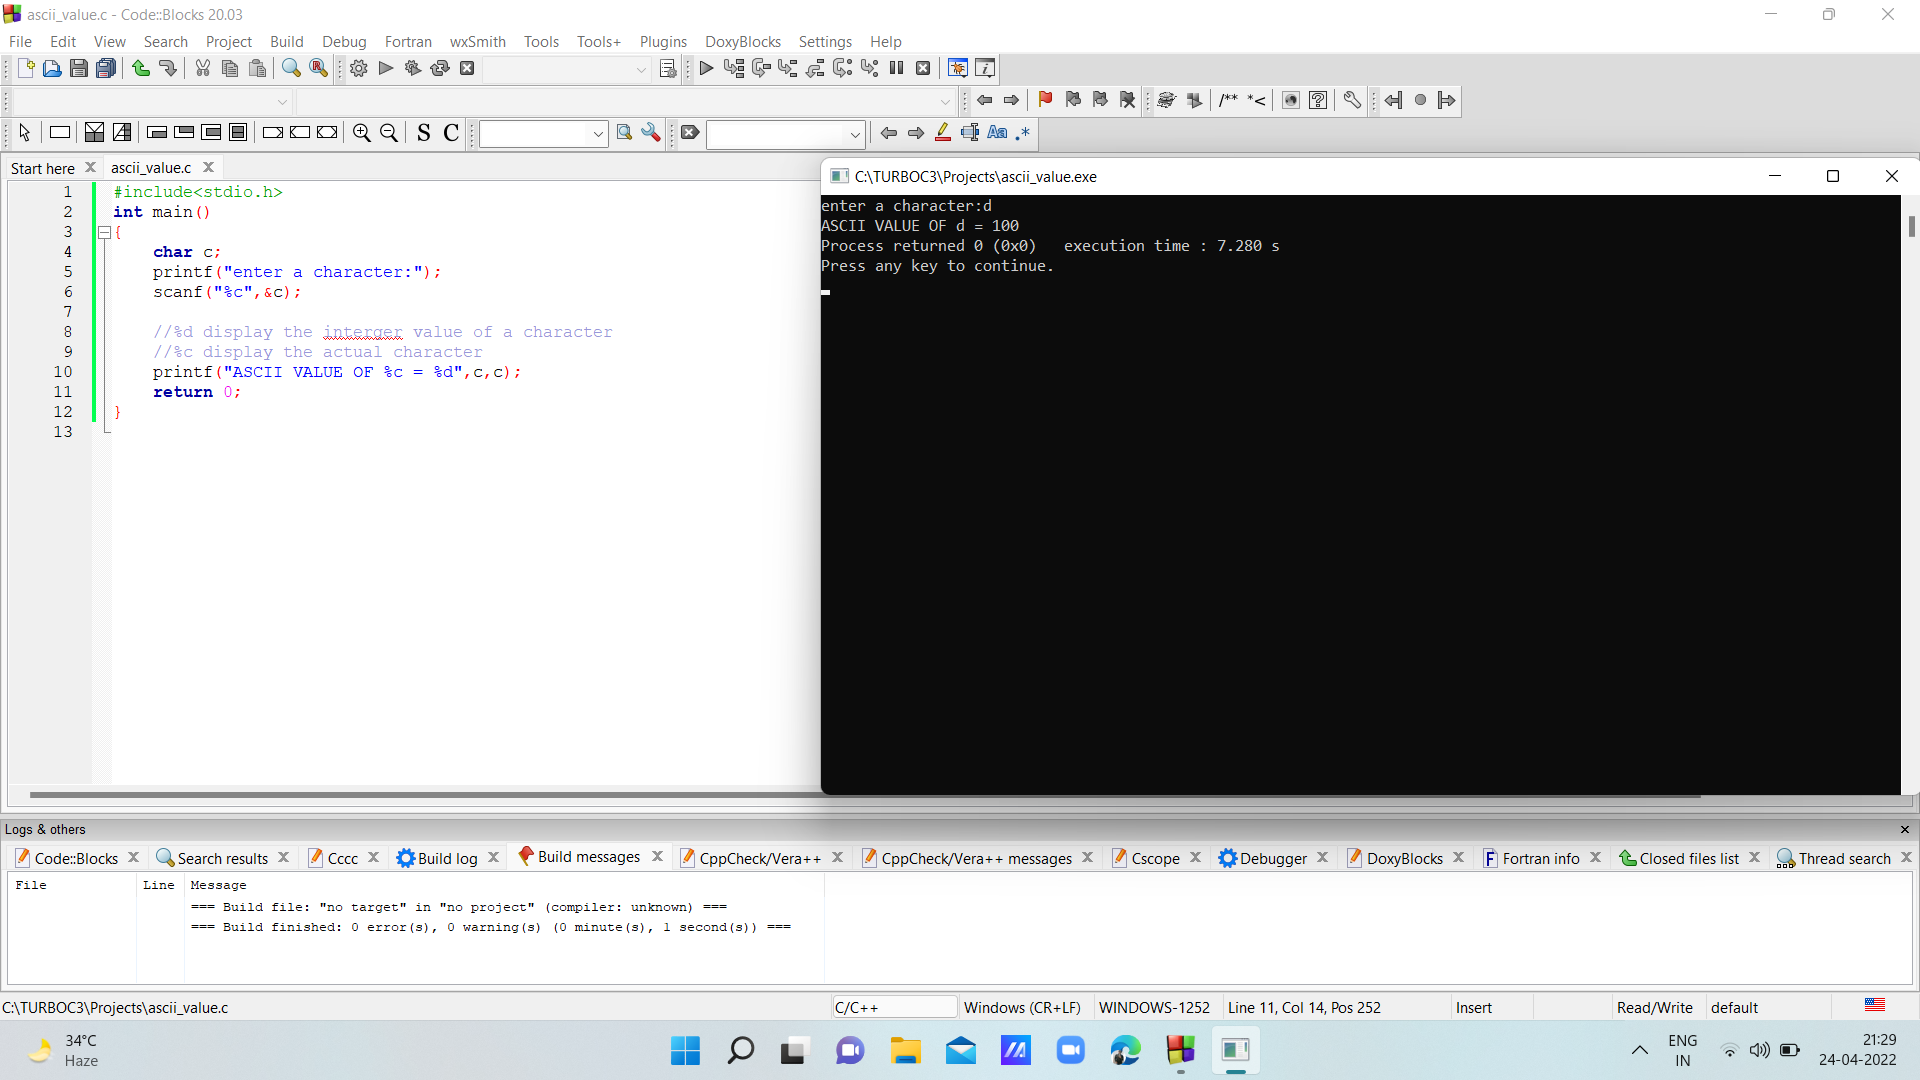 ascii_value.c - Code::Blocks 20.03
File Edit View Search Project Build Debug Fortran wxSmith Tools Tools+ Plugins DoxyBlocks Settings Help
/** *<
S C
Aa .*
Start here ascii_value.c
1 #include<stdio.h>
2 int main()
3 {
4 char c;
5 printf("enter a character:");
6 scanf("%c",&c);
7
8 //%d display the interger value of a character
9 //%c display the actual character
10 printf("ASCII VALUE OF %c = %d",c,c);
11 return 0;
12 }
13
C:\TURBOC3\Projects\ascii_value.exe
enter a character:d
ASCII VALUE OF d = 100
Process returned 0 (0x0) execution time : 7.280 s
Press any key to continue.
Logs & others
Code::Blocks Search results Cccc Build log Build messages CppCheck/Vera++ CppCheck/Vera++ messages Cscope Debugger DoxyBlocks Fortran info Closed files list Thread search
File Line Message
=== Build file: "no target" in "no project" (compiler: unknown) ===
=== Build finished: 0 error(s), 0 warning(s) (0 minute(s), 1 second(s)) ===
C:\TURBOC3\Projects\ascii_value.c C/C++ Windows (CR+LF) WINDOWS-1252 Line 11, Col 14, Pos 252 Insert Read/Write default
34°C
Haze
ENG
IN
21:29
24-04-2022